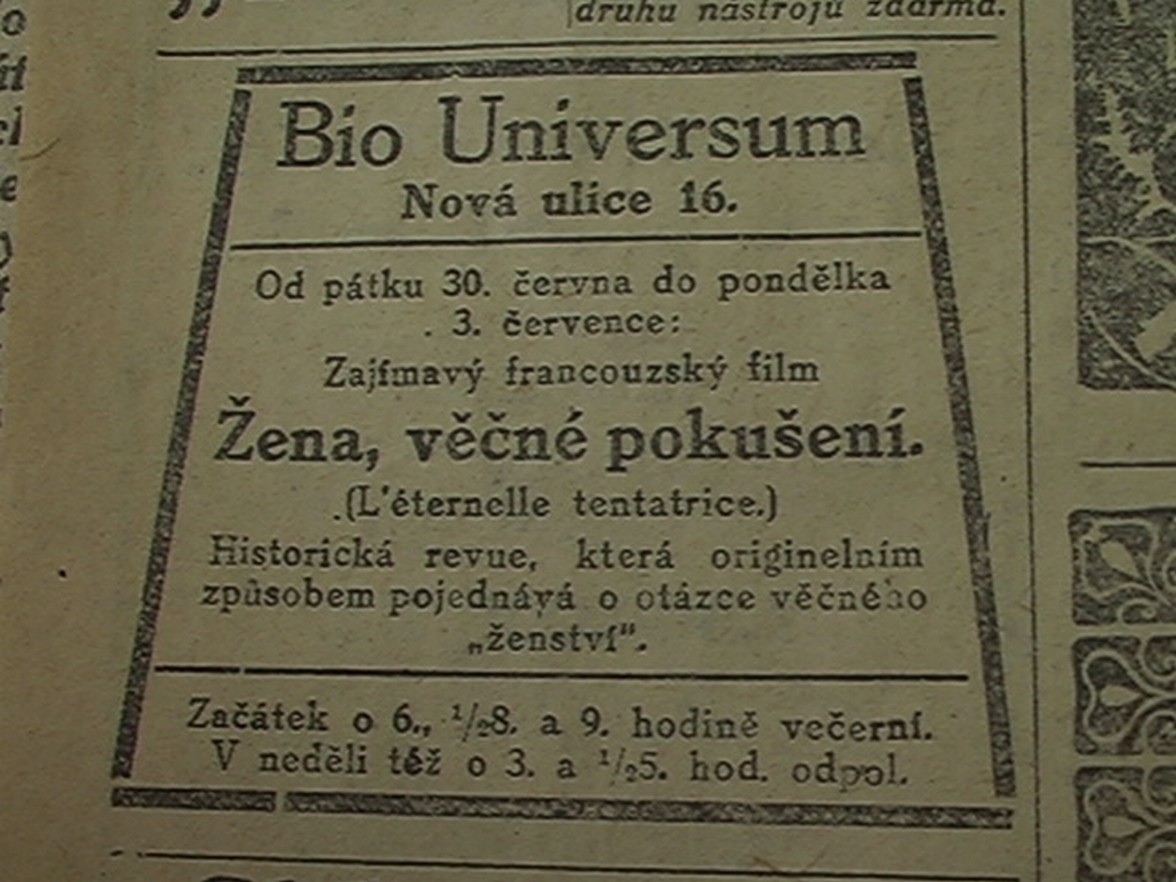 druhu nástrojů zdarma.
Bio Universum
Nová ulice 16.
Od pátku 30. června do pondělka
3. července:
Zajímavý francouzský film
Žena, věčné pokušení.
(L'éternelle tentatrice.)
Historická revue, která originelním
způsobem pojednává o otázce věčného
„ženství".
Začátek o 6., 1/28. a 9. hodině večerní.
V neděli též o 3. a 1/25. hod. odpol.